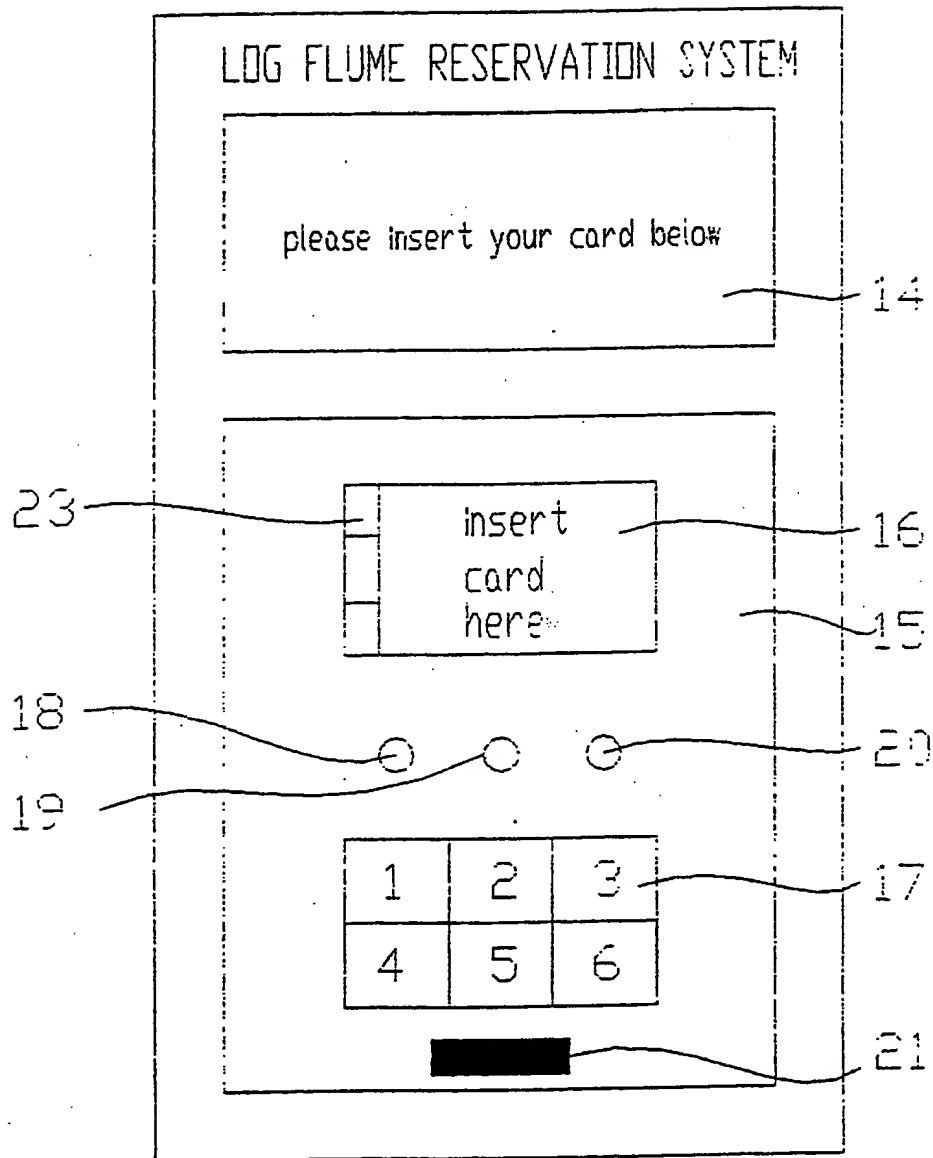 LOG FLUME RESERVATION SYSTEM
please insert your card below
14
23
insert
card
here
16
15
18
19
20
1 2 3
17
4 5 6
21